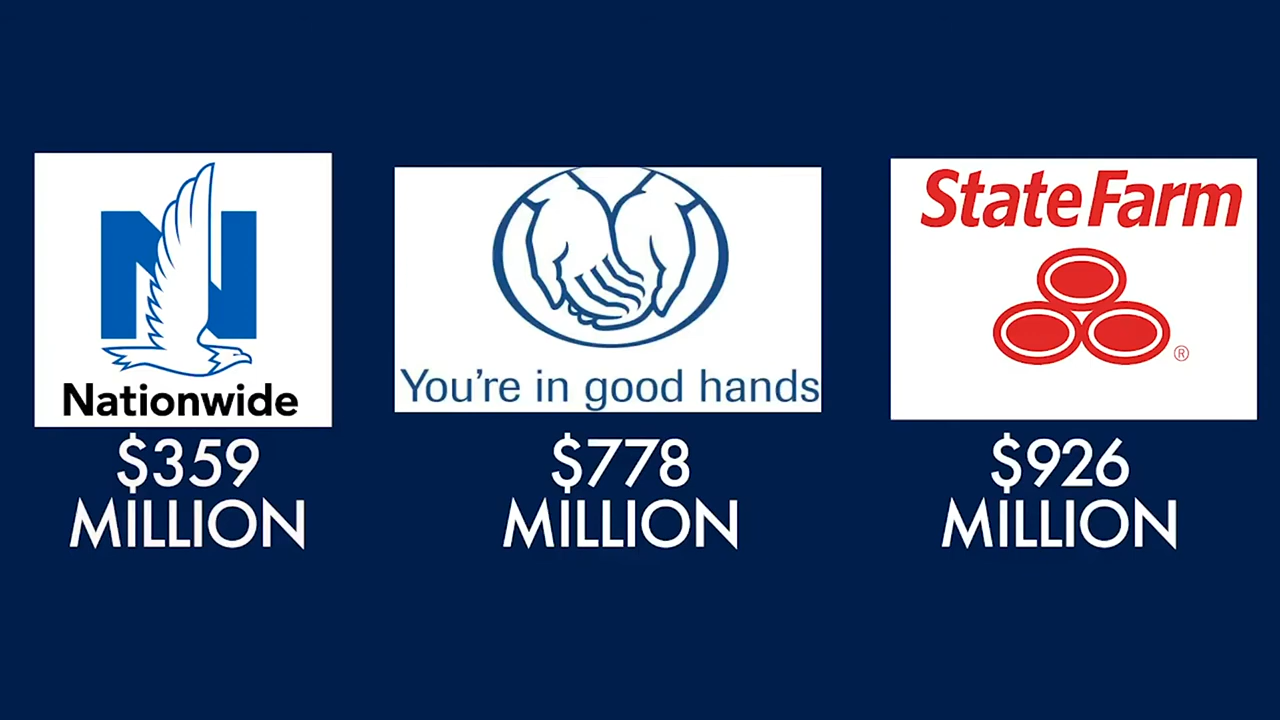 Nationwide
$359
MILLION
You're in good hands
$778
MILLION
State Farm
®
$926
MILLION